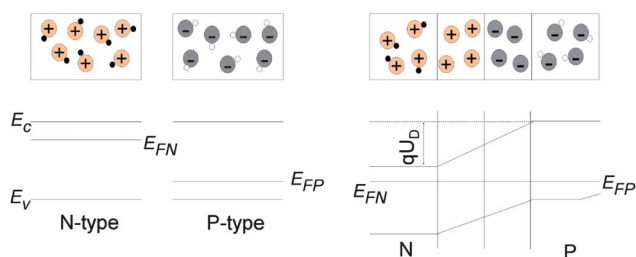 E_c
E_FN
E_v
E_FP
N-type
P-type
qU_D
E_FN
E_FP
N
P